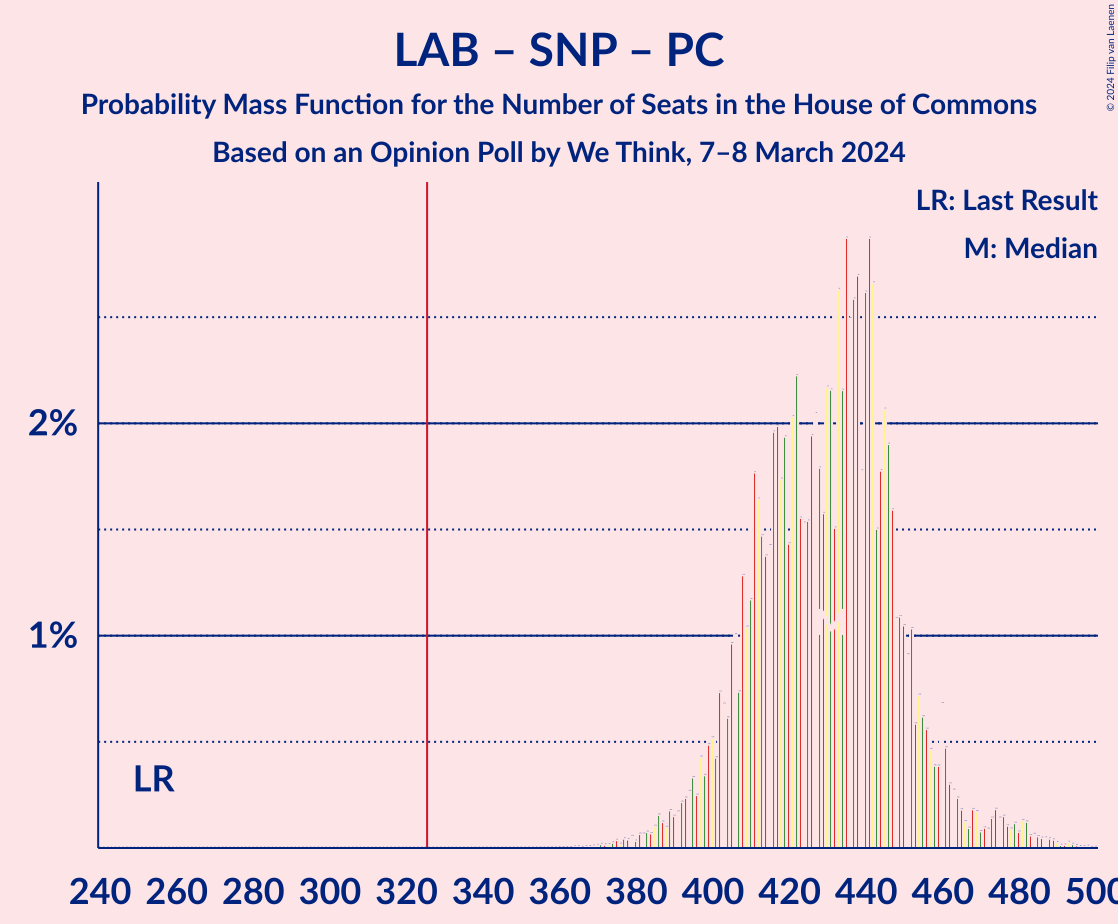 LAB – SNP – PC
Probability Mass Function for the Number of Seats in the House of Commons
Based on an Opinion Poll by We Think, 7–8 March 2024
© 2024 Filip van Laenen
LR: Last Result
M: Median
2%
1%
LR
M
240 260 280 300 320 340 360 380 400 420 440 460 480 500